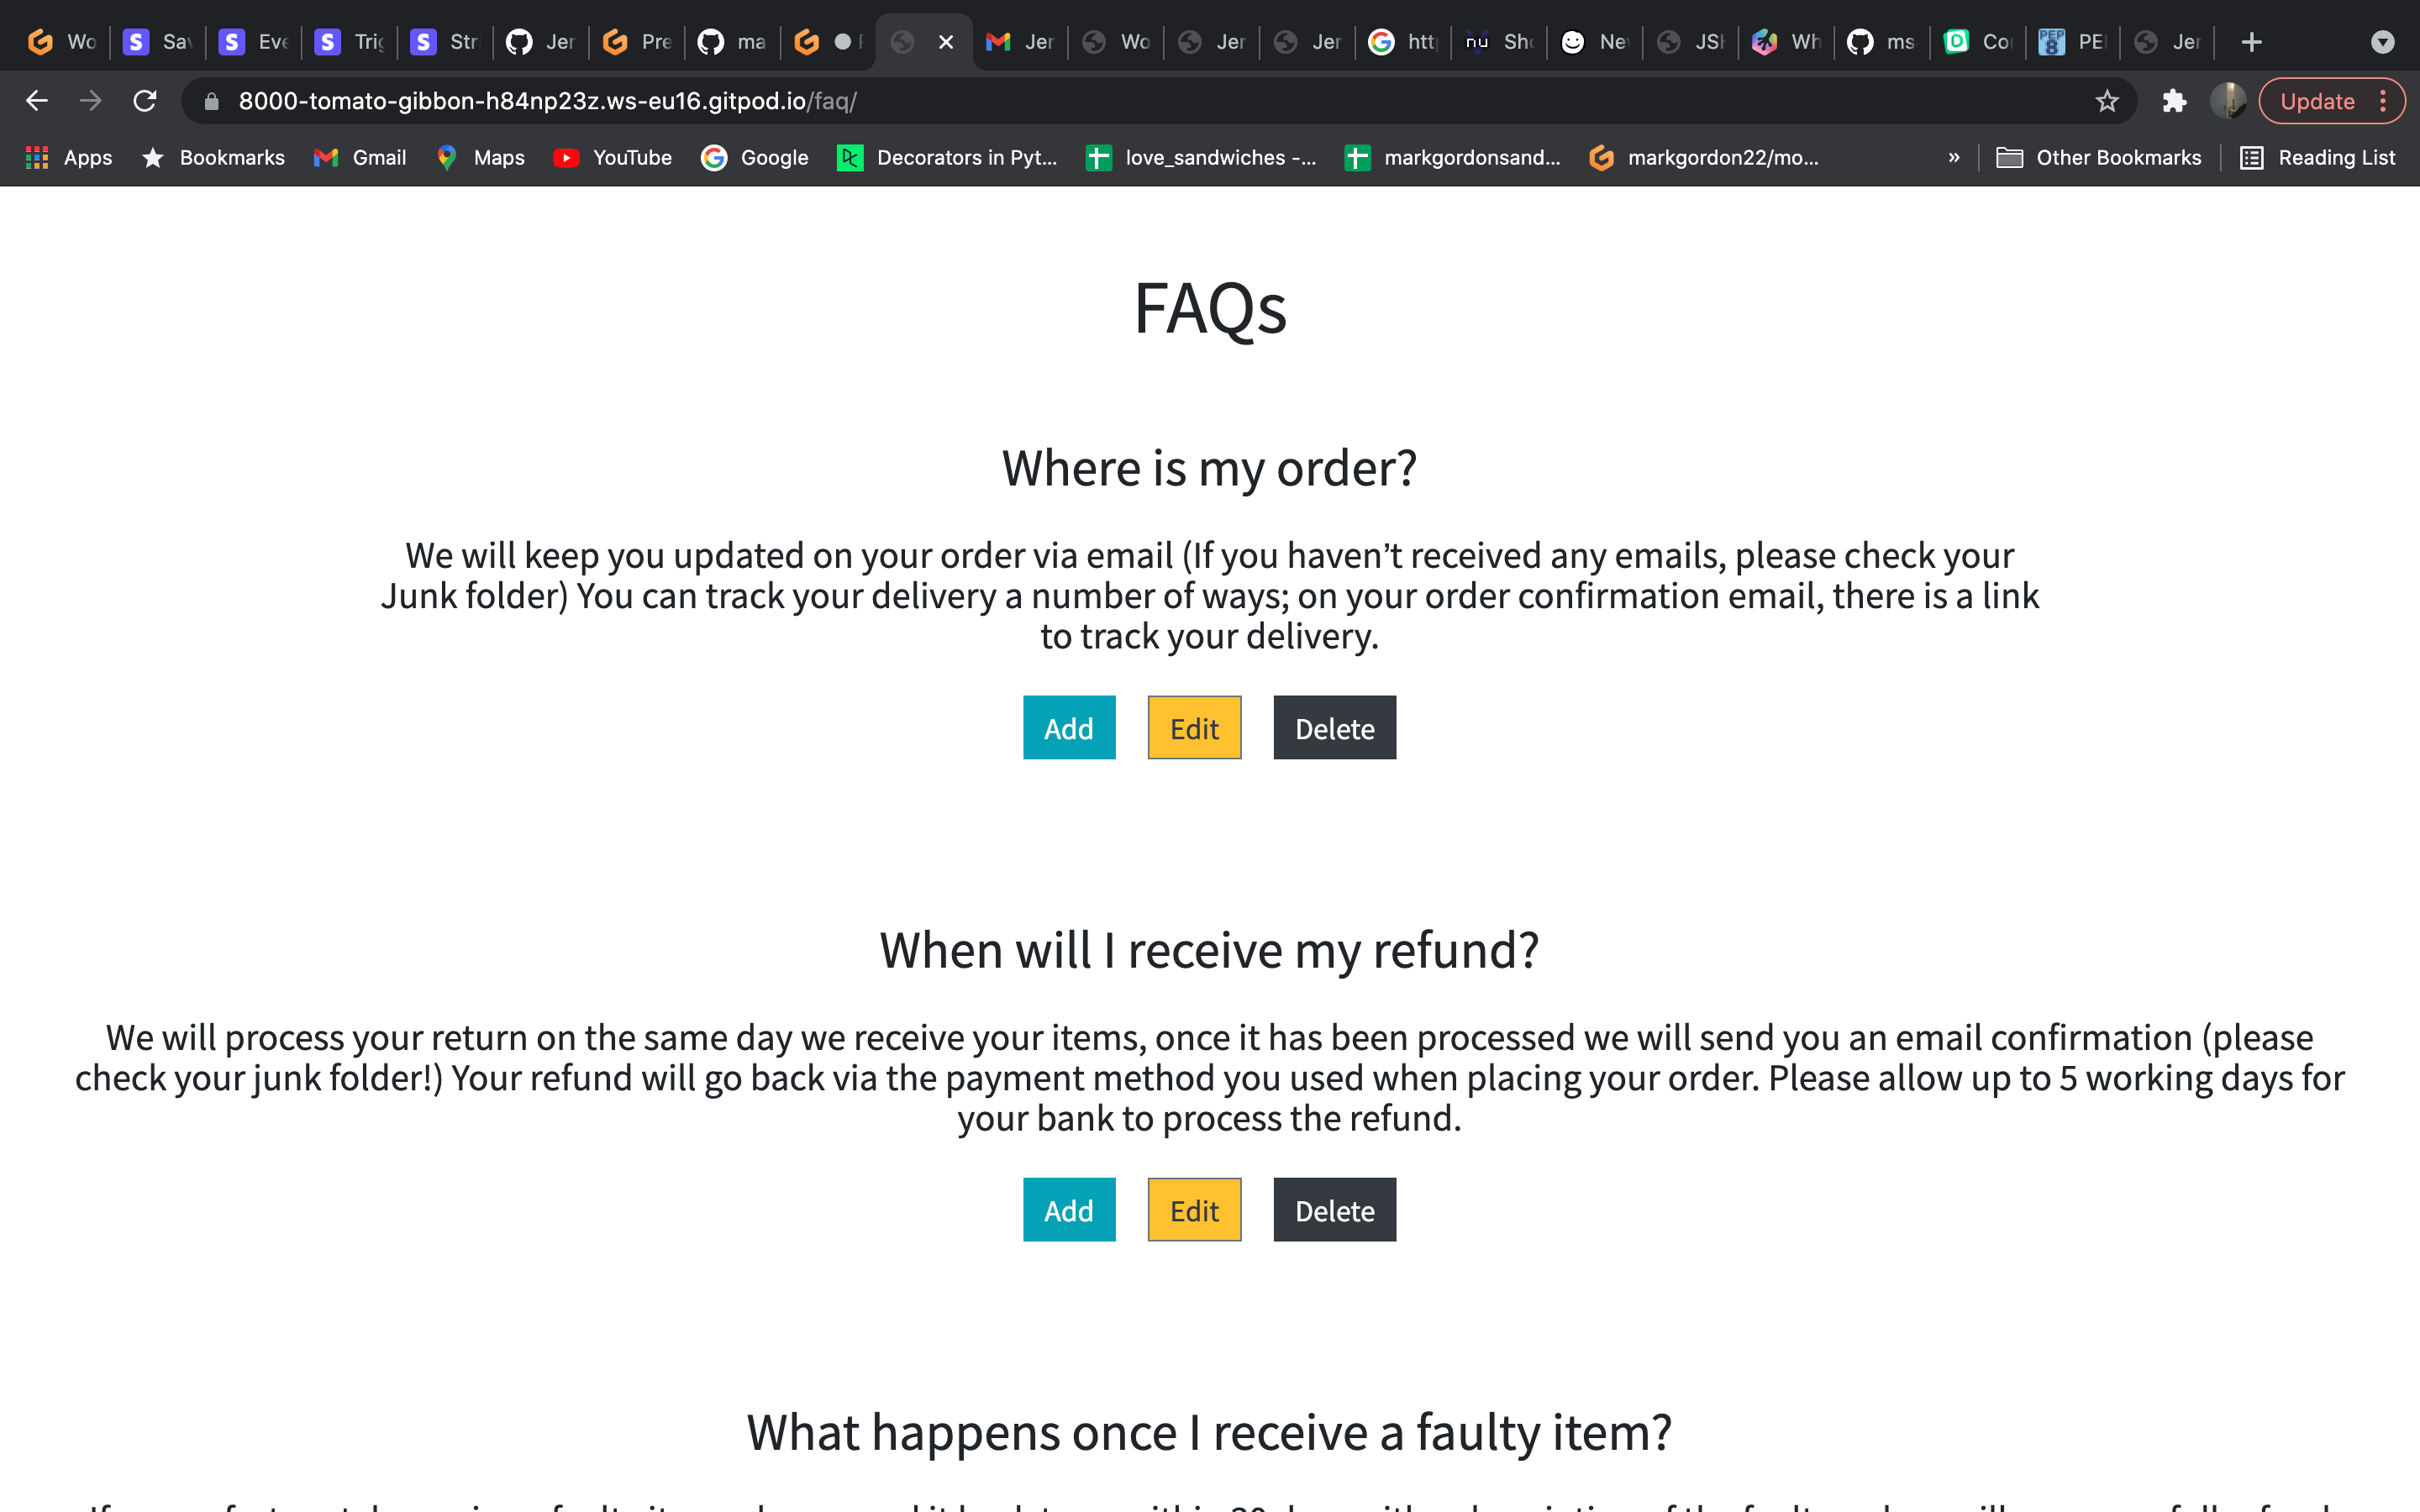 Wo Sav Eve Trig Str Jer Pre ma Jer Wo Jer Jer htt Sho Ne JSH Wh ms Cor PEP 8 PE Jer
8000-tomato-gibbon-h84np23z.ws-eu16.gitpod.io/faq/ Update
Apps Bookmarks Gmail Maps YouTube Google Decorators in Pyt... love_sandwiches -... markgordonsand... markgordon22/mo... » Other Bookmarks Reading List
FAQs
Where is my order?
We will keep you updated on your order via email (If you haven’t received any emails, please check your
Junk folder) You can track your delivery a number of ways; on your order confirmation email, there is a link
to track your delivery.
Add Edit Delete
When will I receive my refund?
We will process your return on the same day we receive your items, once it has been processed we will send you an email confirmation (please
check your junk folder!) Your refund will go back via the payment method you used when placing your order. Please allow up to 5 working days for
your bank to process the refund.
Add Edit Delete
What happens once I receive a faulty item?